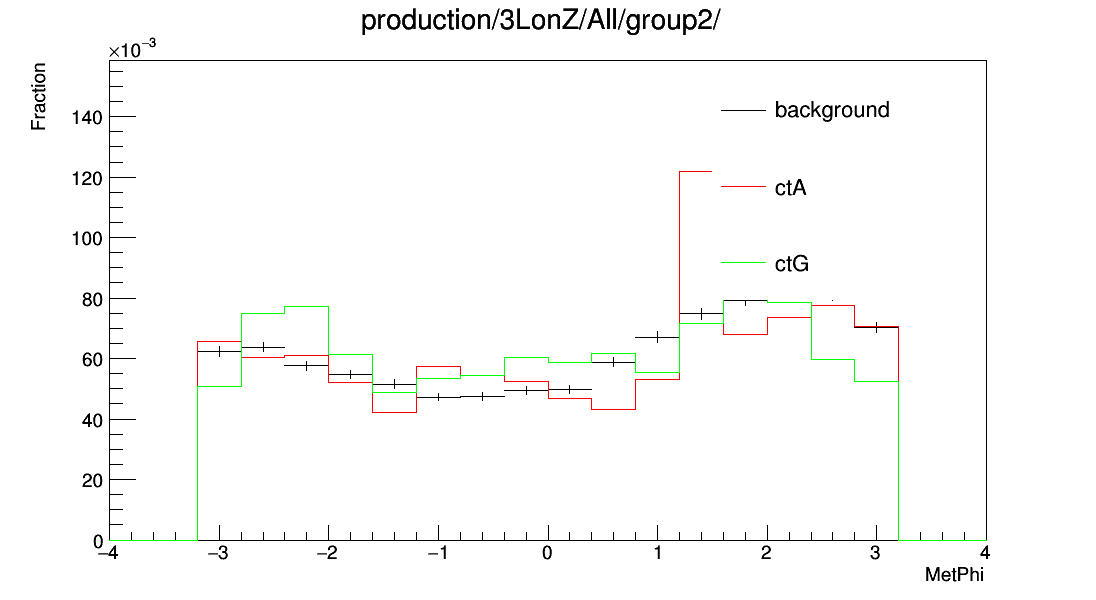 production/3LonZ/All/group2/
×10⁻³
Fraction
140
120
100
80
60
40
20
0
background
ctA
ctG
−4 −3 −2 −1 0 1 2 3 4
MetPhi